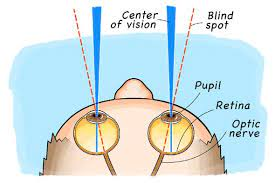 Center
of vision
Blind
spot
Pupil
Retina
Optic
nerve